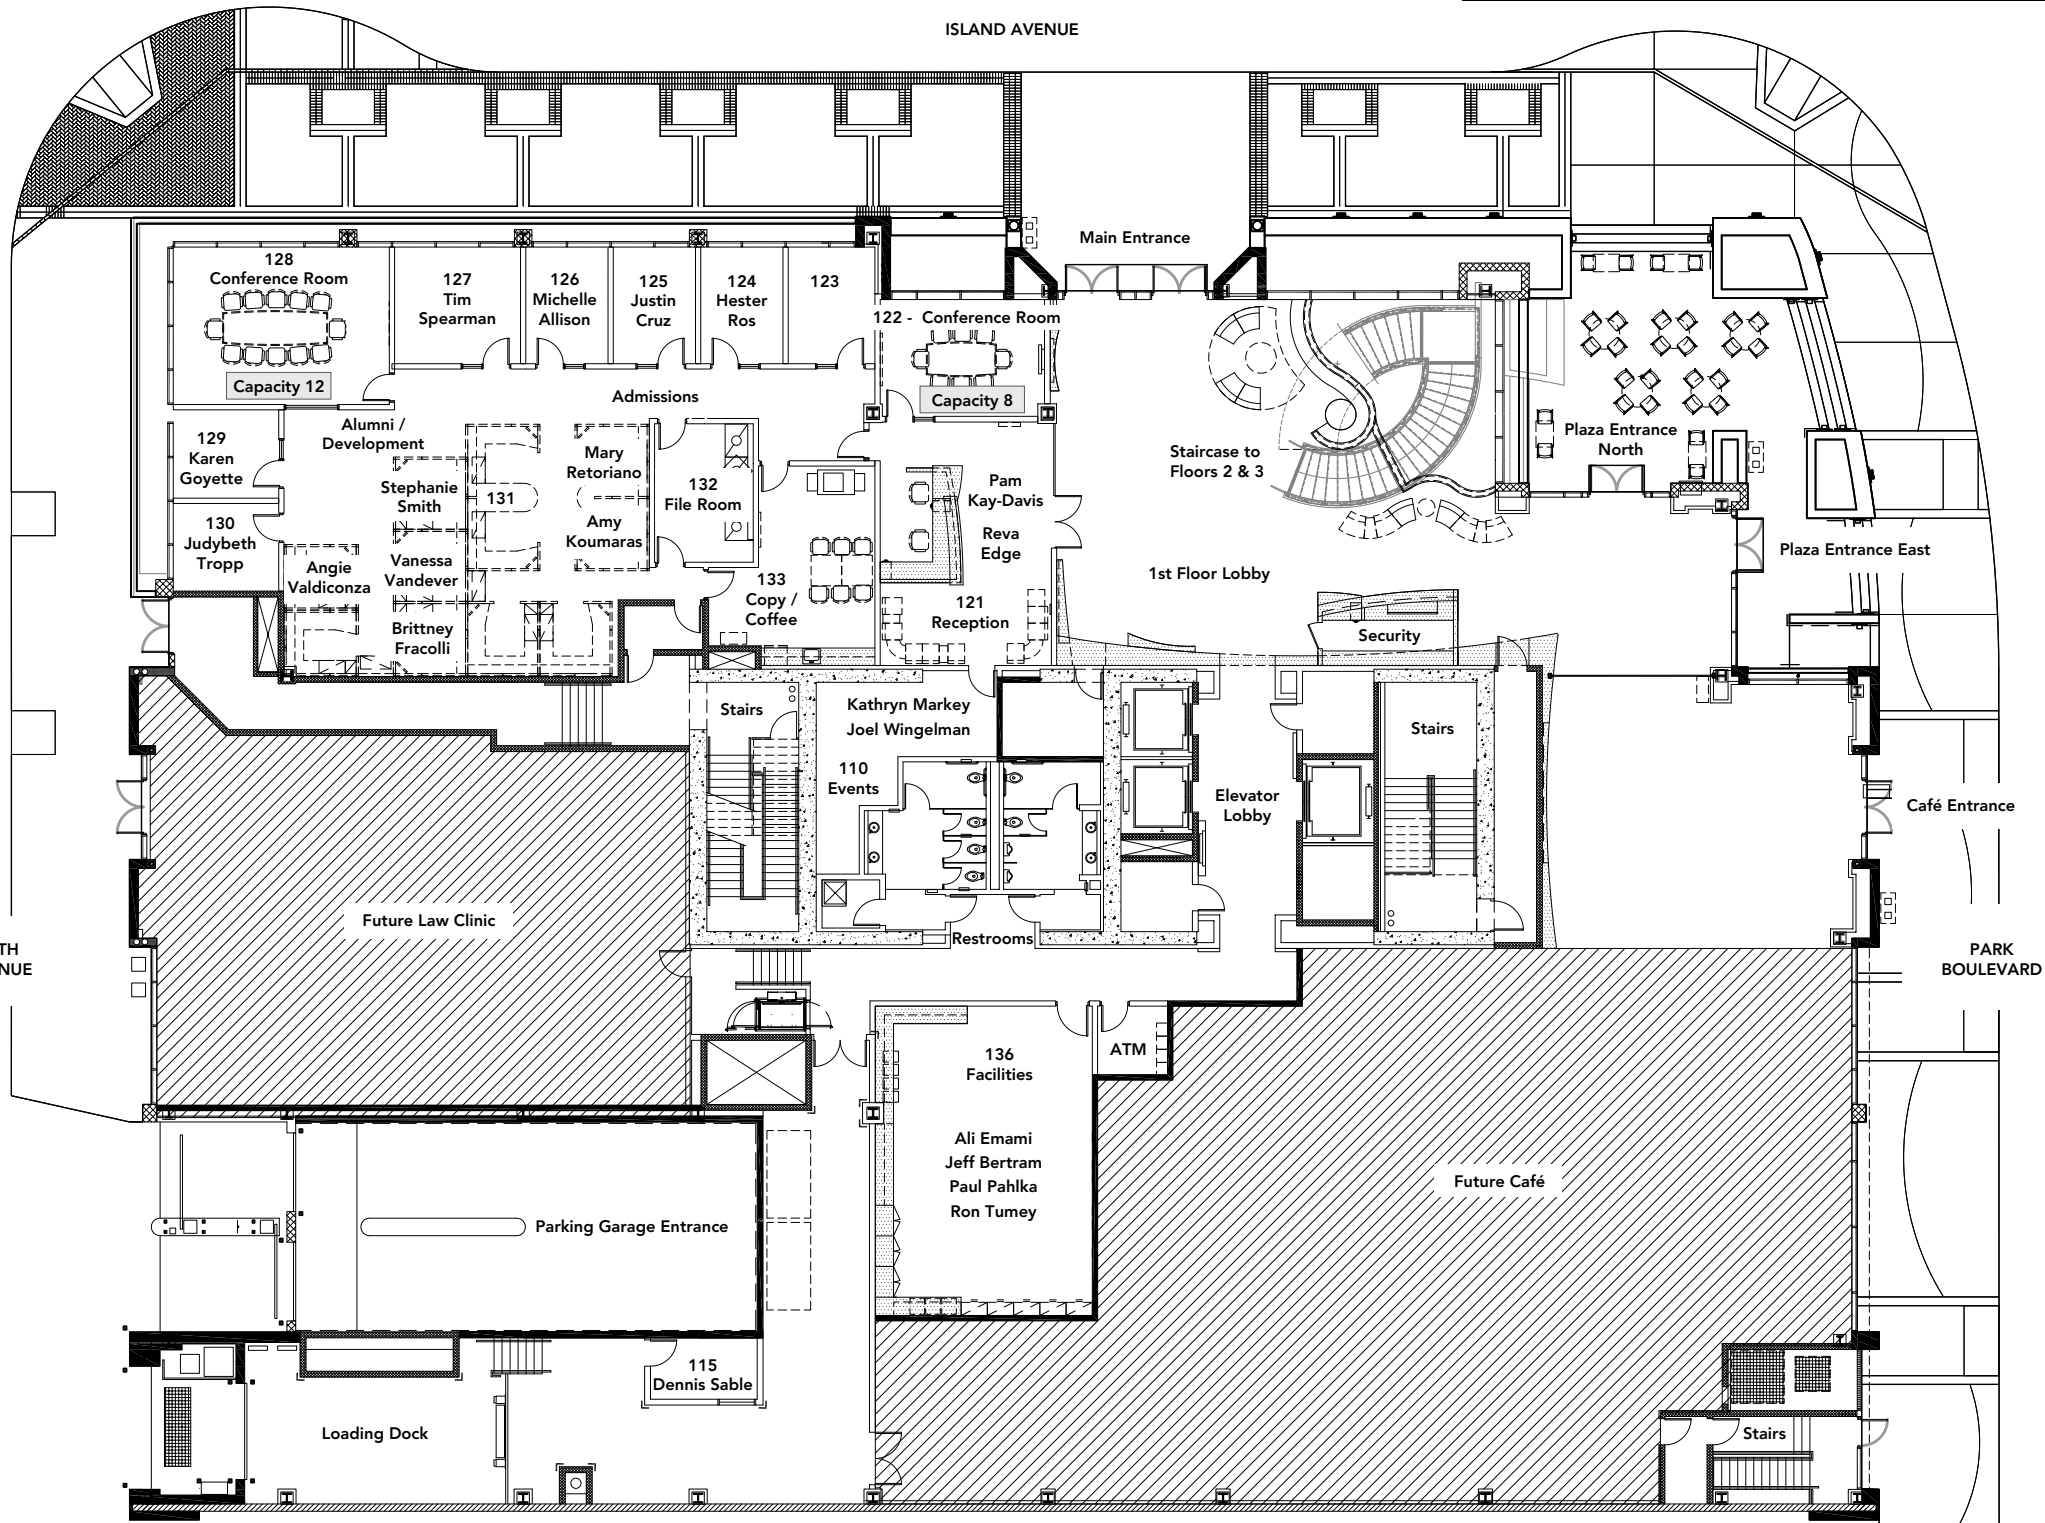 ISLAND AVENUE
Main Entrance
128
Conference Room
Capacity 12
127
Tim
Spearman
126
Michelle
Allison
125
Justin
Cruz
124
Hester
Ros
123
122 - Conference Room
Capacity 8
Admissions
Alumni /
Development
129
Karen
Goyette
130
Judybeth
Tropp
Stephanie
Smith
131
Mary
Retoriano
Amy
Koumaras
132
File Room
Angie
Valdiconza
Vanessa
Vandever
Brittney
Fracolli
133
Copy /
Coffee
Pam
Kay-Davis
Reva
Edge
121
Reception
Staircase to
Floors 2 & 3
Plaza Entrance
North
Plaza Entrance East
1st Floor Lobby
Security
Stairs
Kathryn Markey
Joel Wingelman
110
Events
Elevator
Lobby
Stairs
Café Entrance
Future Law Clinic
Restrooms
TH
NUE
PARK
BOULEVARD
136
Facilities
ATM
Ali Emami
Jeff Bertram
Paul Pahlka
Ron Tumey
Future Café
Parking Garage Entrance
115
Dennis Sable
Loading Dock
Stairs